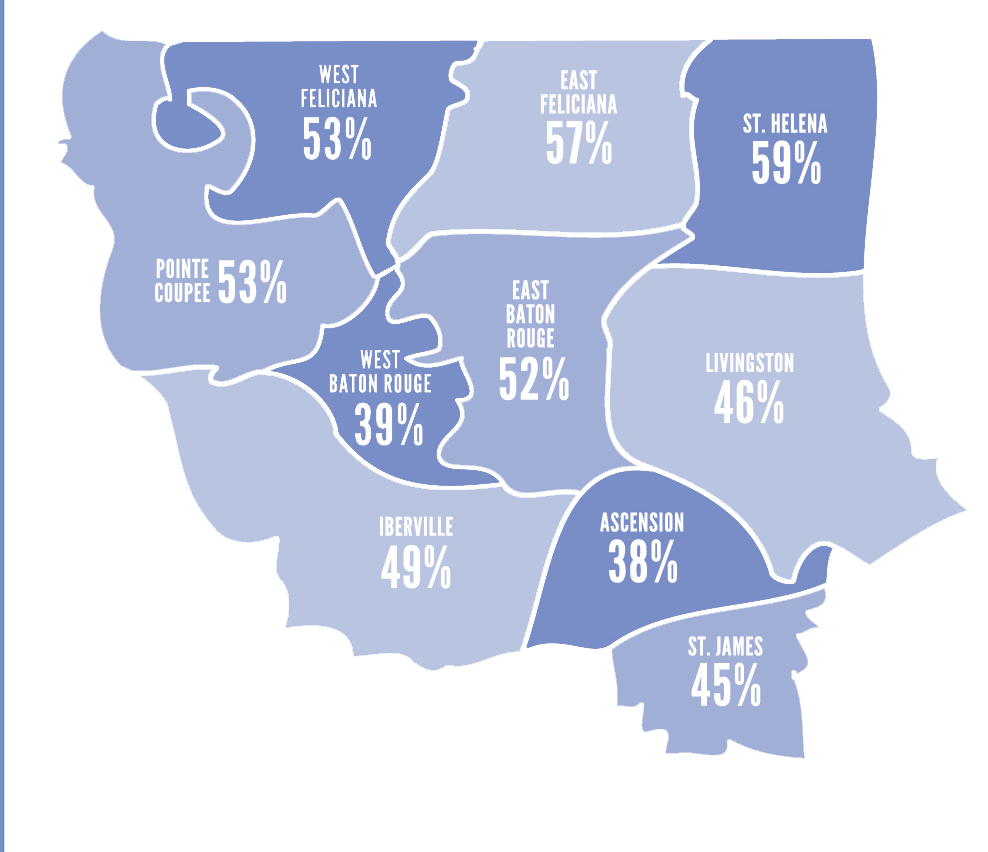 WEST
FELICIANA
53%
EAST
FELICIANA
57%
ST. HELENA
59%
POINTE
COUPEE 53%
EAST
BATON
ROUGE
52%
WEST
BATON ROUGE
39%
LIVINGSTON
46%
IBERVILLE
49%
ASCENSION
38%
ST. JAMES
45%